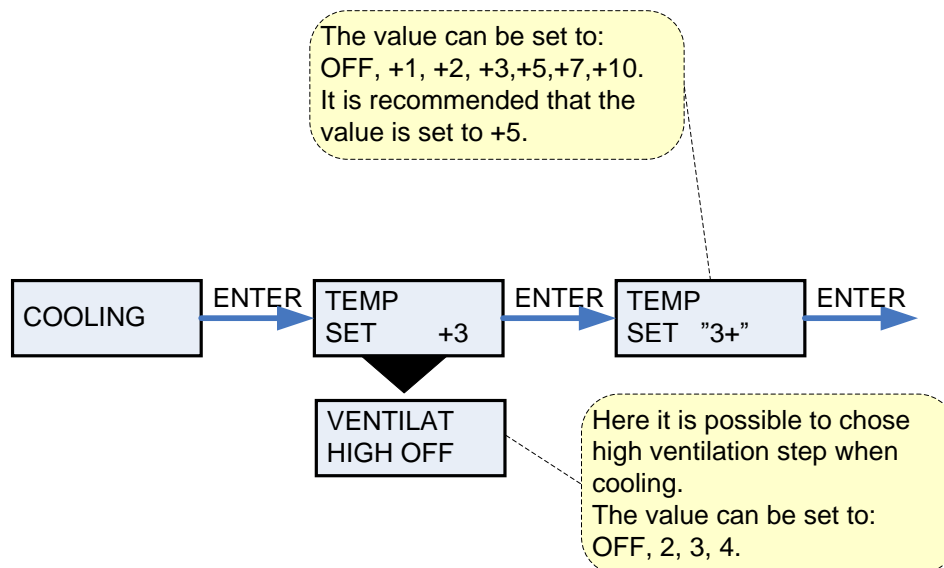 The value can be set to:
OFF, +1, +2, +3,+5,+7,+10.
It is recommended that the
value is set to +5.
COOLING
ENTER
TEMP
SET +3
ENTER
TEMP
SET ”3+”
ENTER
VENTILAT
HIGH OFF
Here it is possible to chose
high ventilation step when
cooling.
The value can be set to:
OFF, 2, 3, 4.